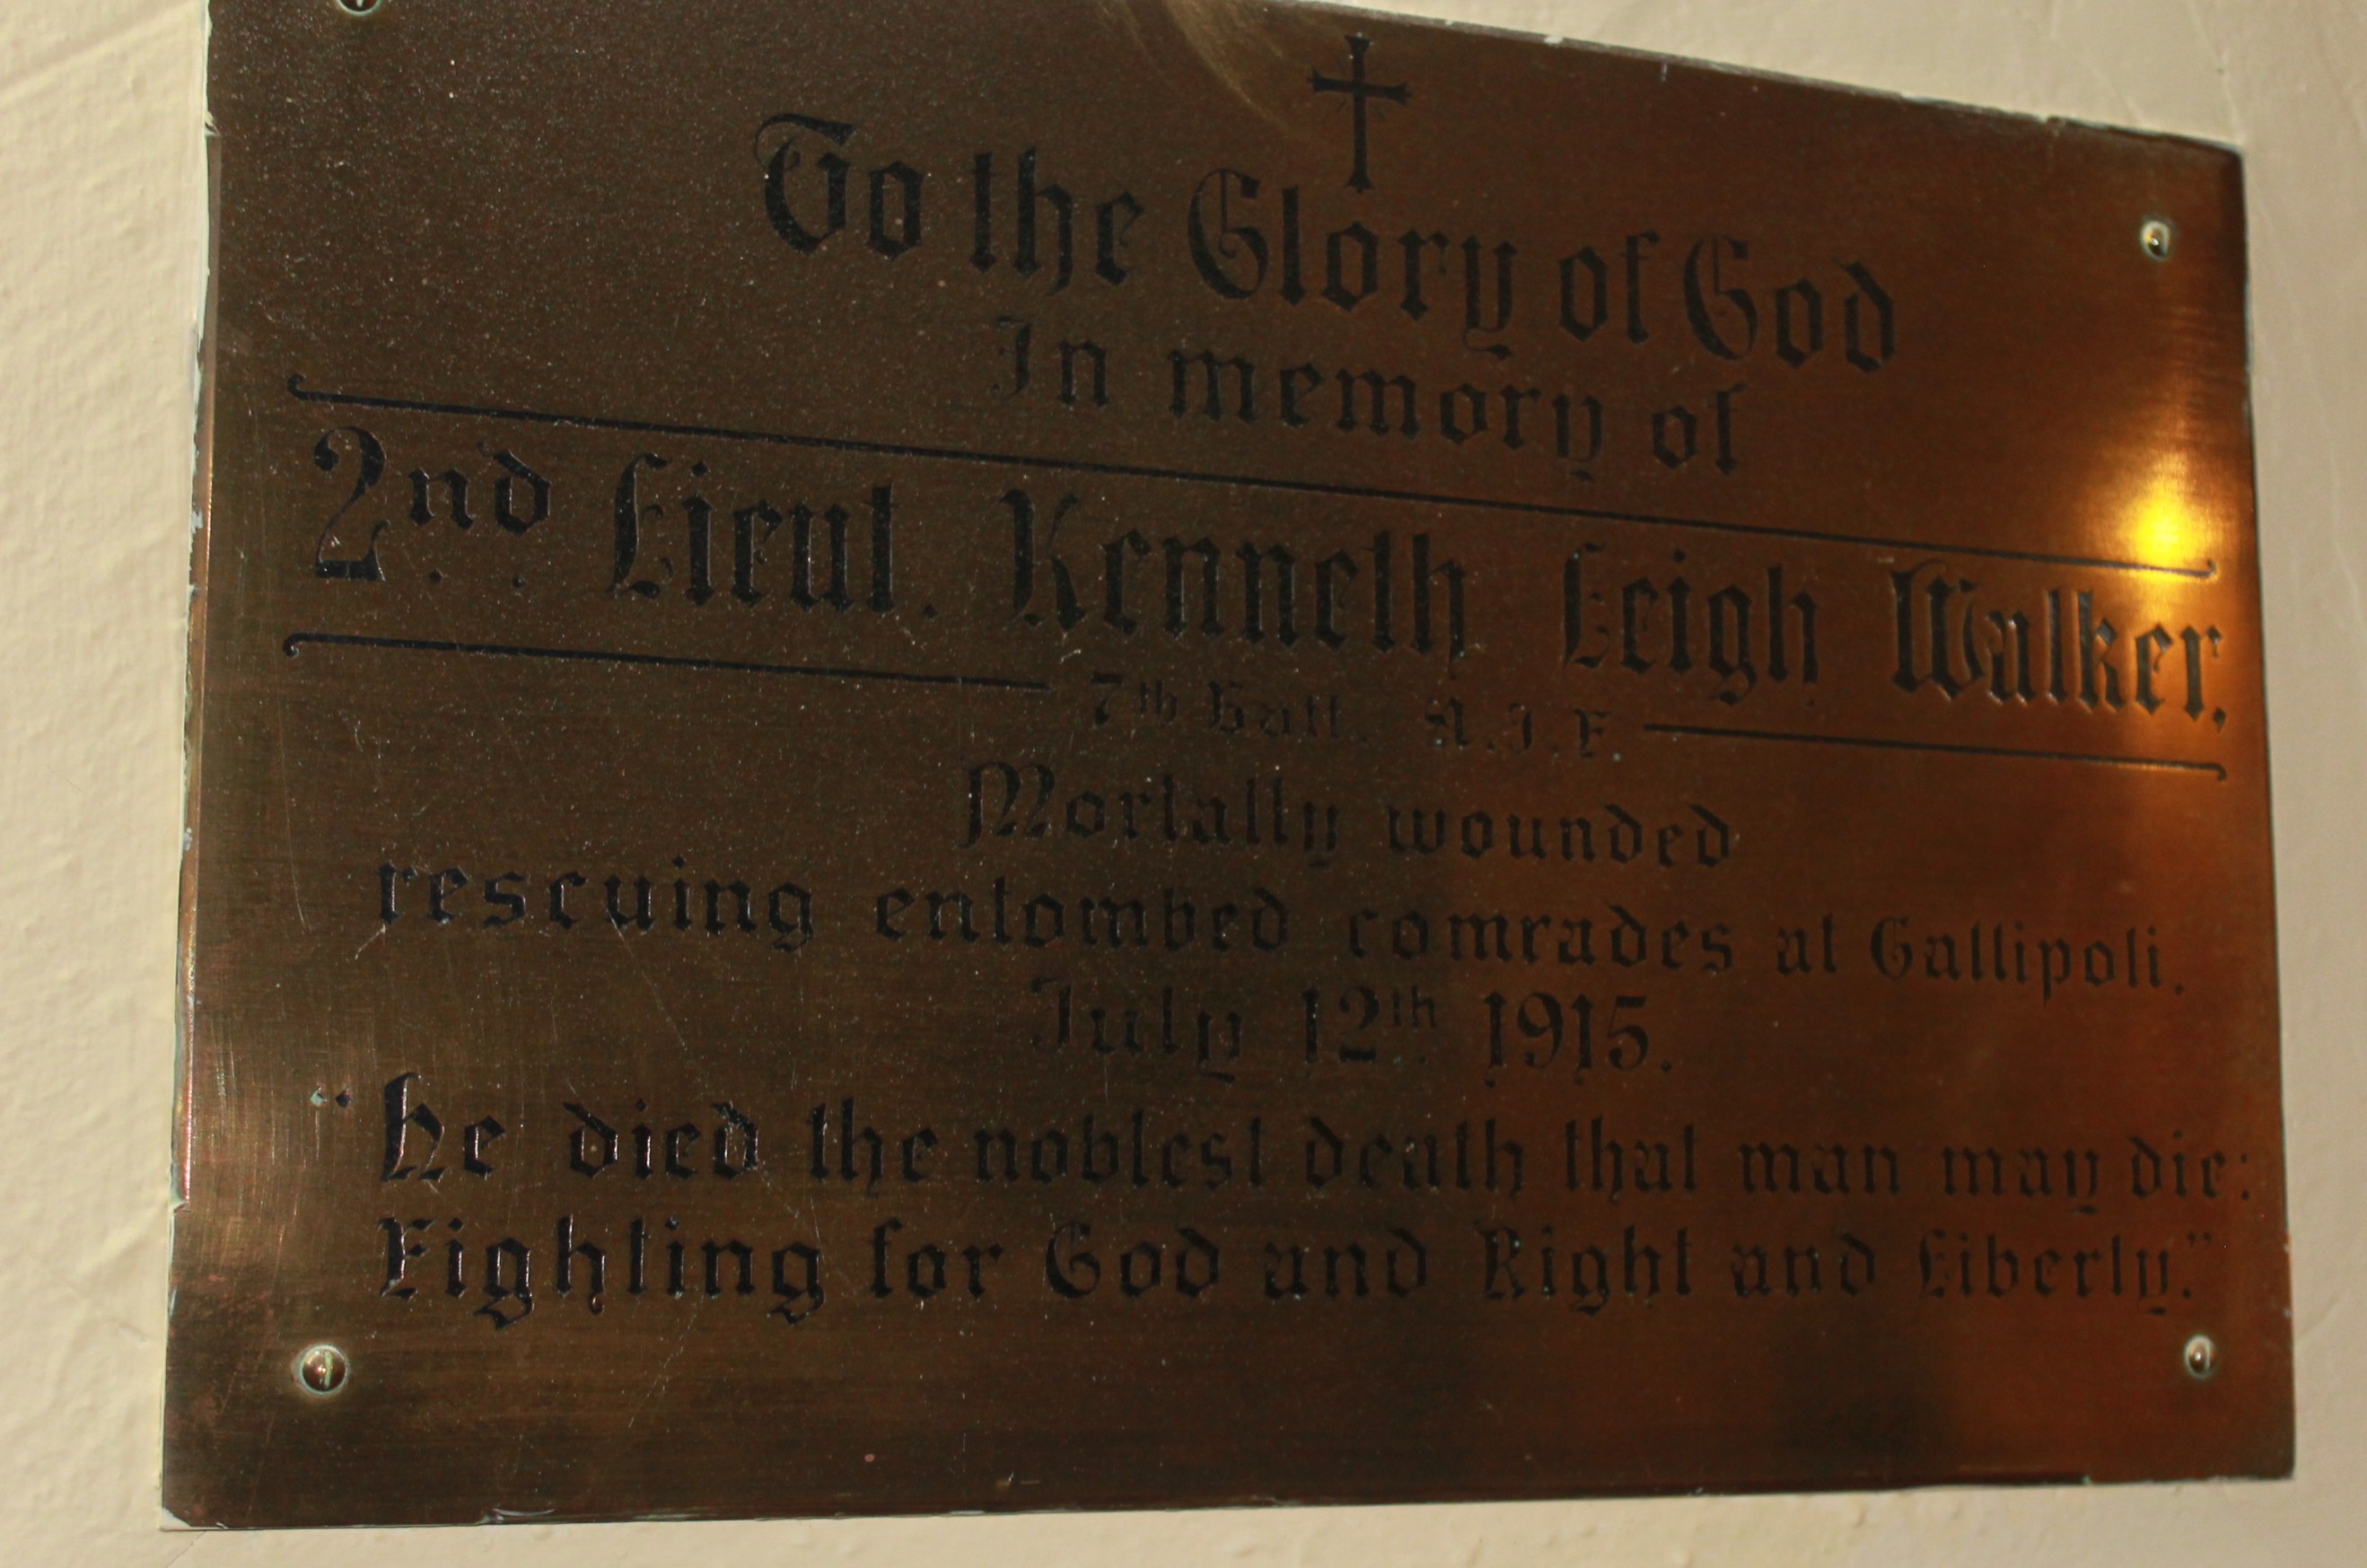 To the Glory of God
In memory of
2nd Lieut. Kenneth Leigh Walker.
7th Batt. A.I.F.
Mortally wounded
rescuing entombed comrades at Gallipoli.
July 12th 1915.
"He died the noblest death that man may die:
Fighting for God and Right and Liberty."